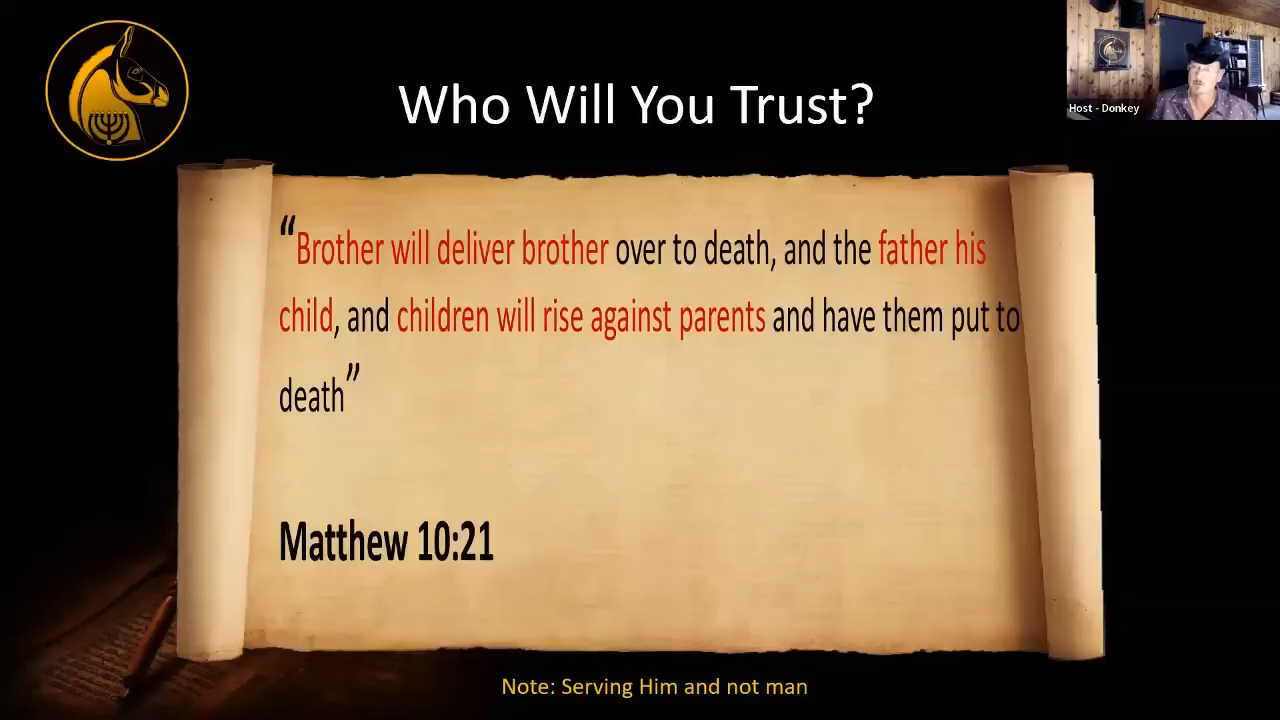 Who Will You Trust?
Host - Donkey
“Brother will deliver brother over to death, and the father his
child, and children will rise against parents and have them put to
death”
Matthew 10:21
Note: Serving Him and not man